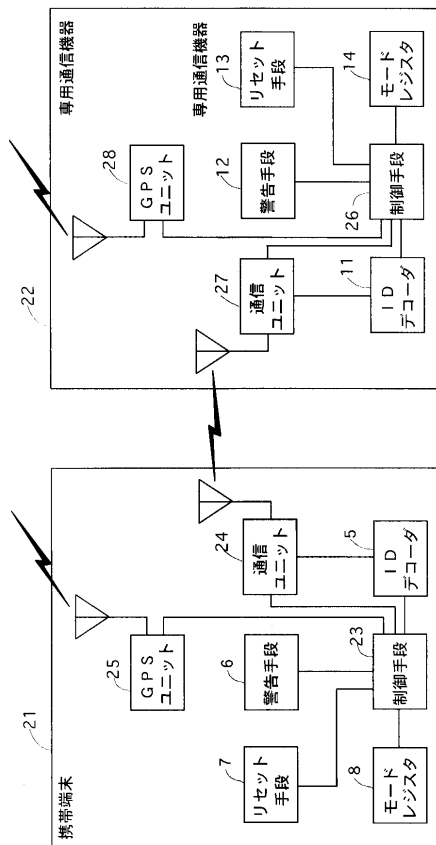 21
携帯端末
25
GPS
ユニット
24
通信
ユニット
7
リセット
手段
6
警告手段
8
モード
レジスタ
23
制御手段
5
ID
デコーダ
22
専用通信機器
28
GPS
ユニット
専用通信機器
27
通信
ユニット
12
警告手段
13
リセット
手段
11
ID
デコーダ
26
制御手段
14
モード
レジスタ